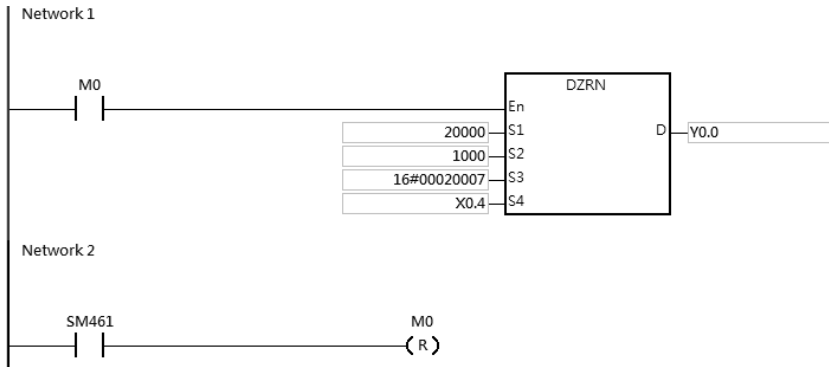 Network 1
M0
DZRN
En
20000 S1 D Y0.0
1000 S2
16#00020007 S3
X0.4 S4
Network 2
SM461 M0
R